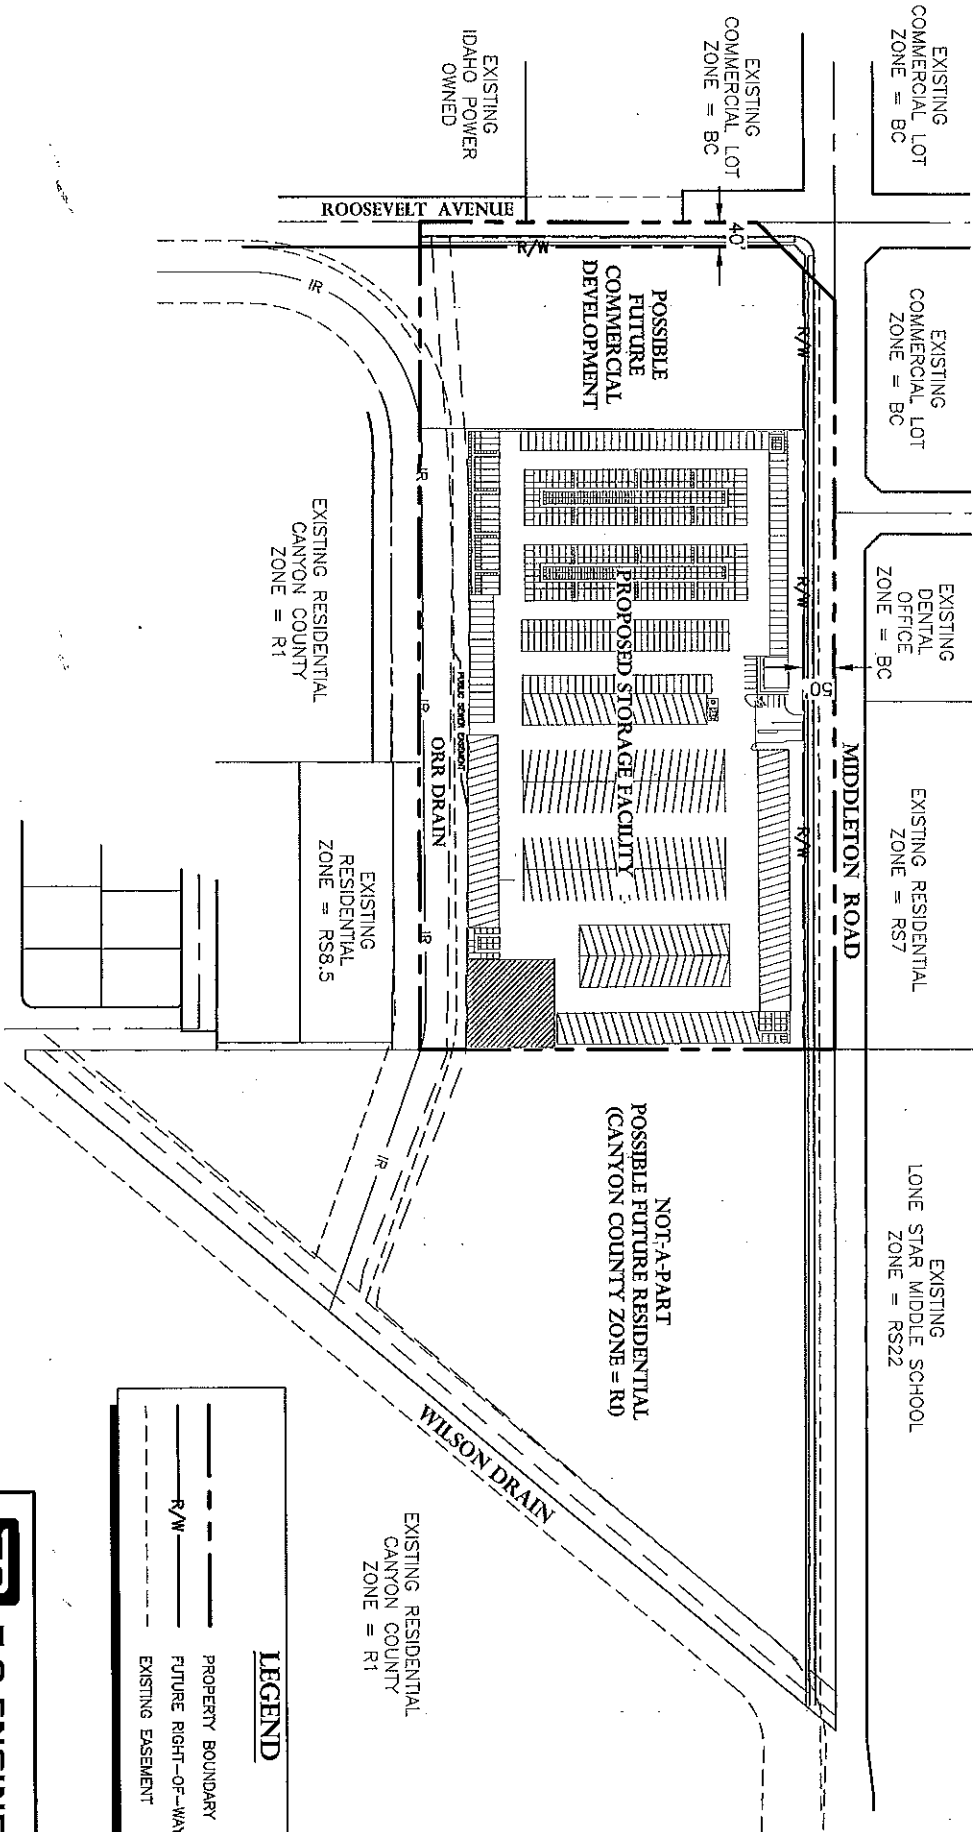 EXISTING
COMMERCIAL LOT
ZONE = BC
EXISTING
COMMERCIAL LOT
ZONE = BC
EXISTING
COMMERCIAL LOT
ZONE = BC
EXISTING
DENTAL
OFFICE
ZONE = BC
EXISTING RESIDENTIAL
ZONE = RS7
EXISTING
LONE STAR MIDDLE SCHOOL
ZONE = RS22
MIDDLETON ROAD
R/W
R/W
R/W
50'
EXISTING
IDAHO POWER
OWNED
ROOSEVELT AVENUE
40'
R/W
POSSIBLE
FUTURE
COMMERCIAL
DEVELOPMENT
PROPOSED STORAGE FACILITY
NOT-A-PART
POSSIBLE FUTURE RESIDENTIAL
(CANYON COUNTY ZONE = R1)
PUBLIC SEWER EASEMENT
ORR DRAIN
IR
IR
IR
IR
IR
WILSON DRAIN
EXISTING RESIDENTIAL
CANYON COUNTY
ZONE = R1
EXISTING
RESIDENTIAL
ZONE = RS8.5
EXISTING RESIDENTIAL
CANYON COUNTY
ZONE = R1
LEGEND
PROPERTY BOUNDARY
R/W
FUTURE RIGHT-OF-WAY
EXISTING EASEMENT